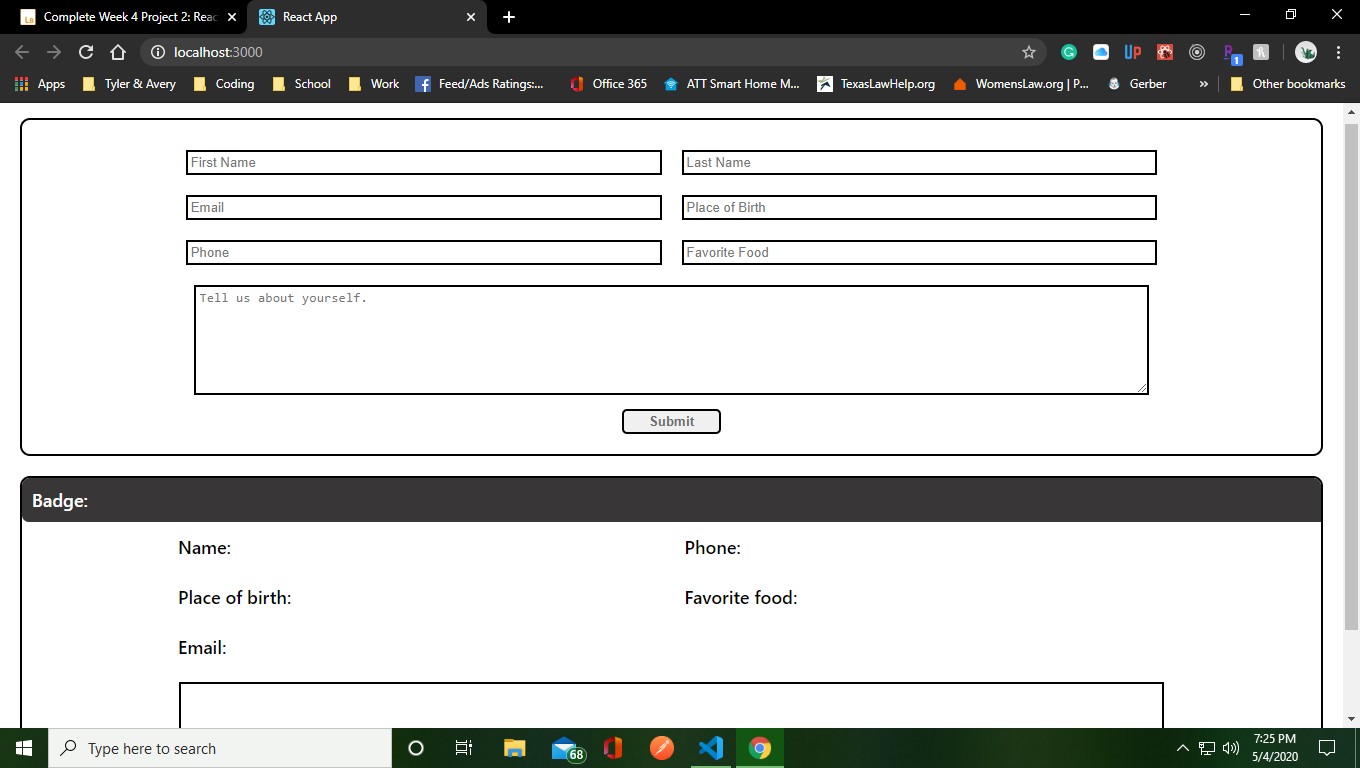 Complete Week 4 Project 2: Reac
React App
localhost:3000
Up
1
Apps
Tyler & Avery
Coding
School
Work
Feed/Ads Ratings:...
Office 365
ATT Smart Home M...
TexasLawHelp.org
WomensLaw.org | P...
Gerber
»
Other bookmarks
First Name
Last Name
Email
Place of Birth
Phone
Favorite Food
Tell us about yourself.
Submit
Badge:
Name:
Phone:
Place of birth:
Favorite food:
Email:
Type here to search
68
7:25 PM
5/4/2020